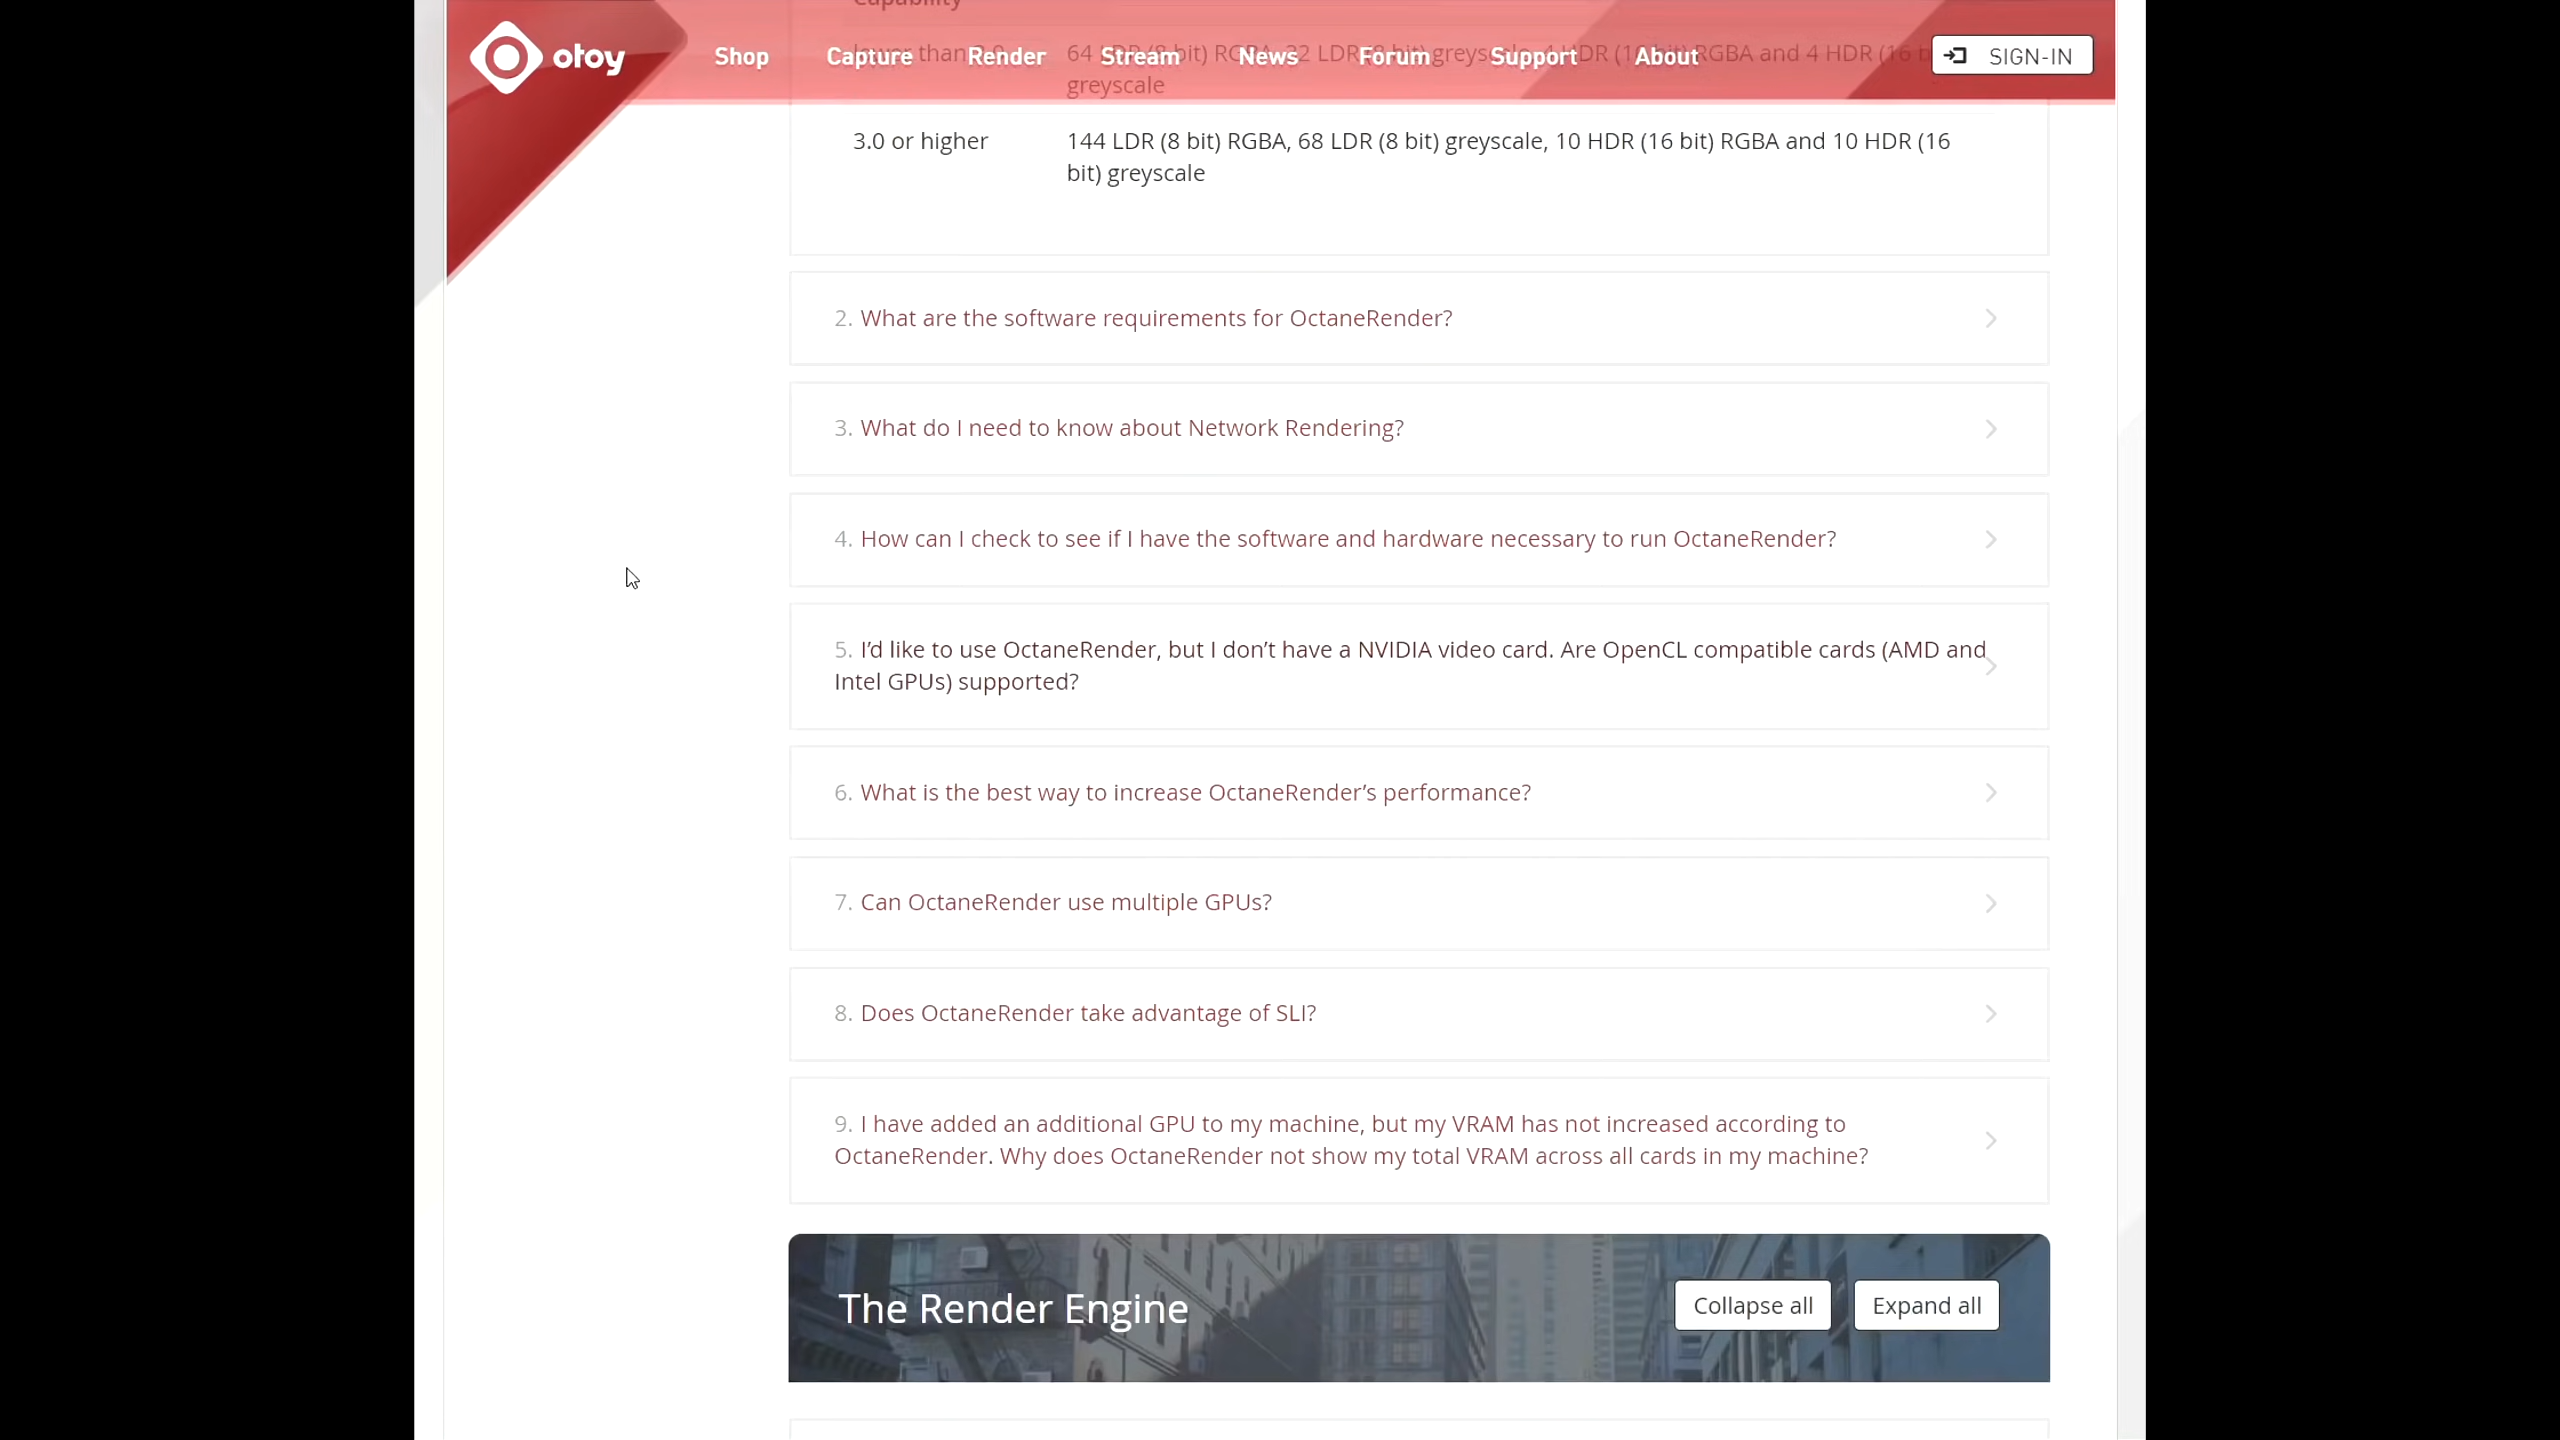 Capability
otoy
Shop
Capture
Render
Stream
News
Forum
Support
About
SIGN-IN
greyscale
3.0 or higher
144 LDR (8 bit) RGBA, 68 LDR (8 bit) greyscale, 10 HDR (16 bit) RGBA and 10 HDR (16
bit) greyscale
2. What are the software requirements for OctaneRender?
3. What do I need to know about Network Rendering?
4. How can I check to see if I have the software and hardware necessary to run OctaneRender?
5. I’d like to use OctaneRender, but I don’t have a NVIDIA video card. Are OpenCL compatible cards (AMD and
Intel GPUs) supported?
6. What is the best way to increase OctaneRender’s performance?
7. Can OctaneRender use multiple GPUs?
8. Does OctaneRender take advantage of SLI?
9. I have added an additional GPU to my machine, but my VRAM has not increased according to
OctaneRender. Why does OctaneRender not show my total VRAM across all cards in my machine?
The Render Engine
Collapse all
Expand all